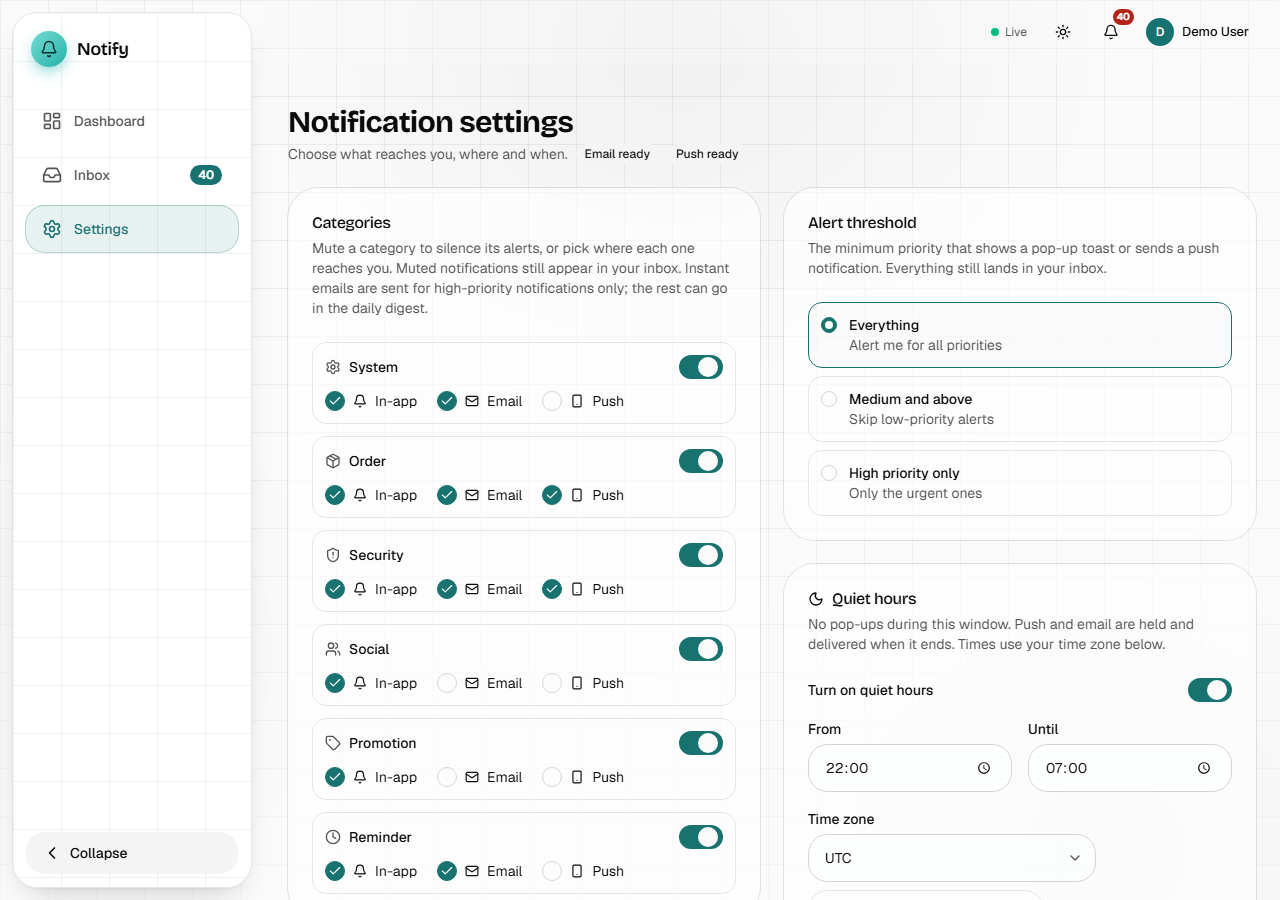 Notify
Dashboard
Inbox
40
Settings
Collapse
Live
40
D
Demo User
Notification settings
Choose what reaches you, where and when.
Email ready
Push ready
Categories
Mute a category to silence its alerts, or pick where each one
reaches you. Muted notifications still appear in your inbox. Instant
emails are sent for high-priority notifications only; the rest can go
in the daily digest.
System
In-app
Email
Push
Order
In-app
Email
Push
Security
In-app
Email
Push
Social
In-app
Email
Push
Promotion
In-app
Email
Push
Reminder
In-app
Email
Push
Alert threshold
The minimum priority that shows a pop-up toast or sends a push
notification. Everything still lands in your inbox.
Everything
Alert me for all priorities
Medium and above
Skip low-priority alerts
High priority only
Only the urgent ones
Quiet hours
No pop-ups during this window. Push and email are held and
delivered when it ends. Times use your time zone below.
Turn on quiet hours
From
Until
22:00
07:00
Time zone
UTC